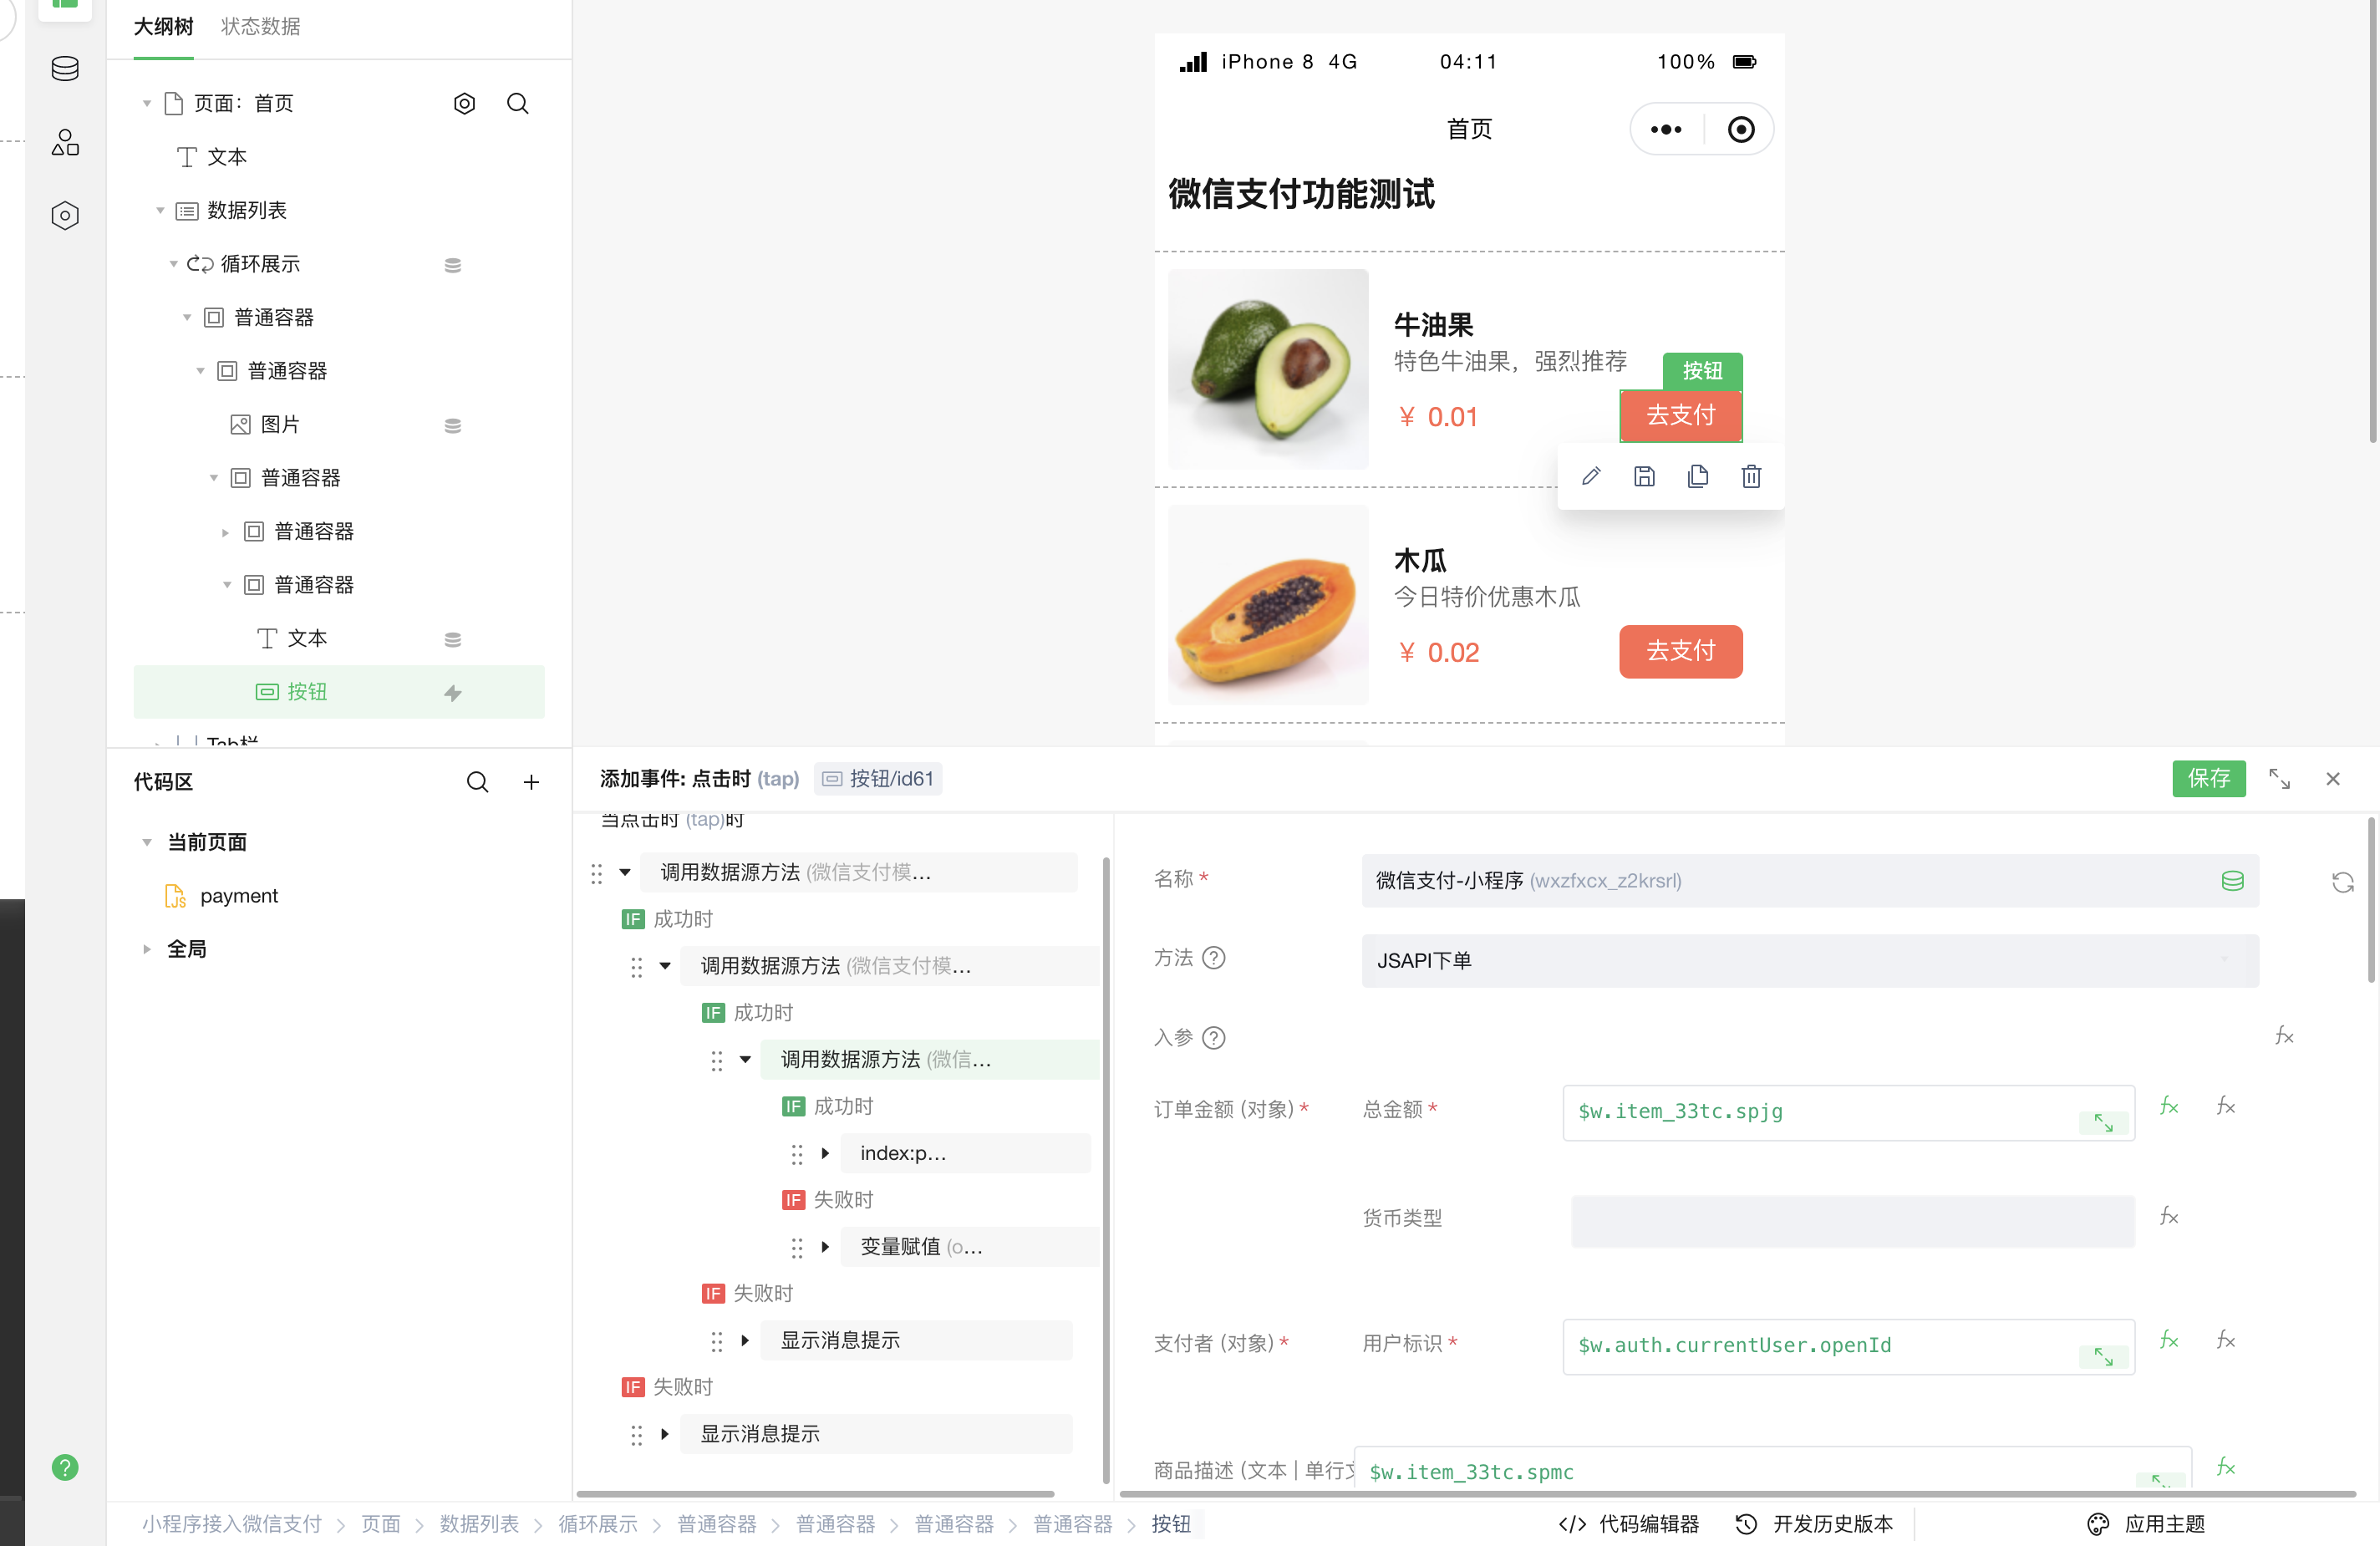 大纲树
状态数据
页面：首页
文本
数据列表
循环展示
普通容器
普通容器
图片
普通容器
普通容器
普通容器
文本
按钮
Tab栏
代码区
当前页面
payment
全局
iPhone 8 4G
04:11
100%
首页
微信支付功能测试
牛油果
特色牛油果，强烈推荐
按钮
¥ 0.01
去支付
木瓜
今日特价优惠木瓜
¥ 0.02
去支付
添加事件: 点击时 (tap)
按钮/id61
保存
当点击时 (tap)时
调用数据源方法 (微信支付模...
IF 成功时
调用数据源方法 (微信支付模...
IF 成功时
调用数据源方法 (微信...
IF 成功时
index:p...
IF 失败时
变量赋值 (o...
IF 失败时
显示消息提示
IF 失败时
显示消息提示
名称 *
微信支付-小程序 (wxzfxcx_z2krsrl)
方法 ?
JSAPI下单
入参 ?
fx
订单金额 (对象) *
总金额 *
$w.item_33tc.spjg
fx
fx
货币类型
fx
支付者 (对象) *
用户标识 *
$w.auth.currentUser.openId
fx
fx
商品描述 (文本 | 单行文
$w.item_33tc.spmc
fx
小程序接入微信支付 > 页面 > 数据列表 > 循环展示 > 普通容器 > 普通容器 > 普通容器 > 普通容器 > 按钮
</> 代码编辑器
开发历史版本
应用主题